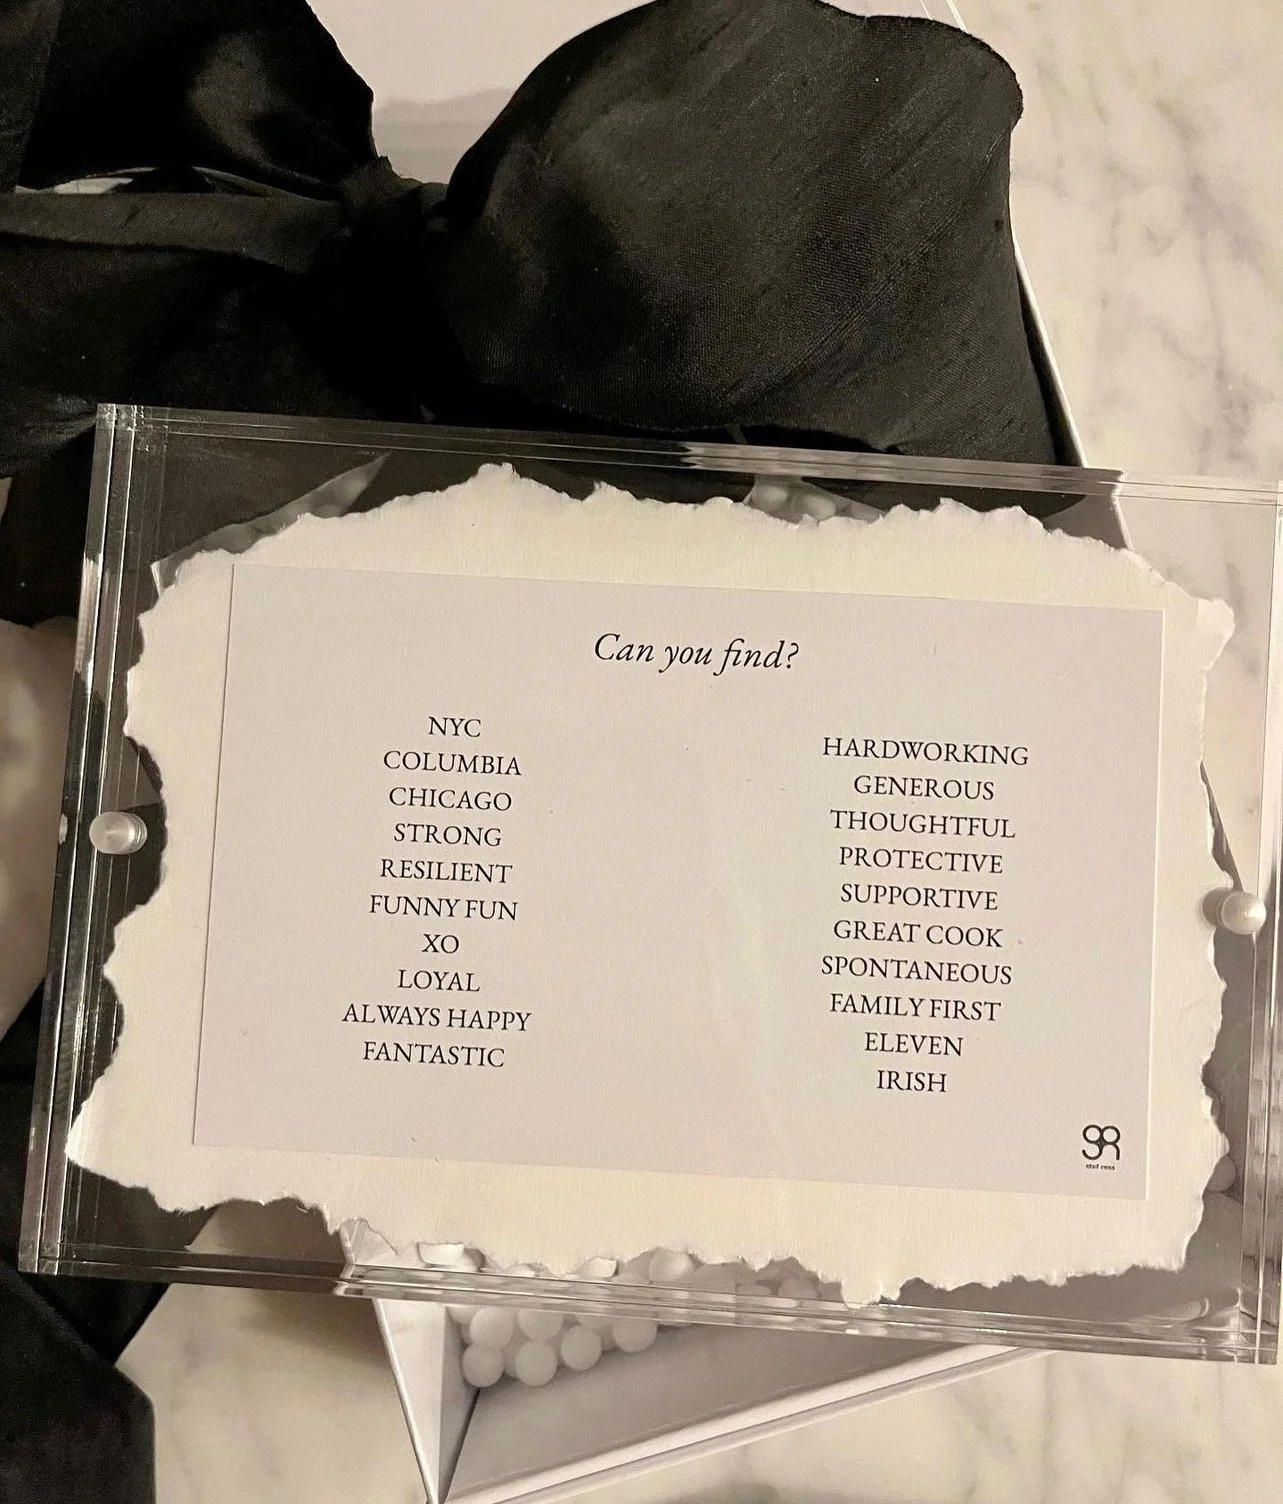 Can you find?
NYC
COLUMBIA
CHICAGO
STRONG
RESILIENT
FUNNY FUN
XO
LOYAL
ALWAYS HAPPY
FANTASTIC
HARDWORKING
GENEROUS
THOUGHTFUL
PROTECTIVE
SUPPORTIVE
GREAT COOK
SPONTANEOUS
FAMILY FIRST
ELEVEN
IRISH
SR
stef ross